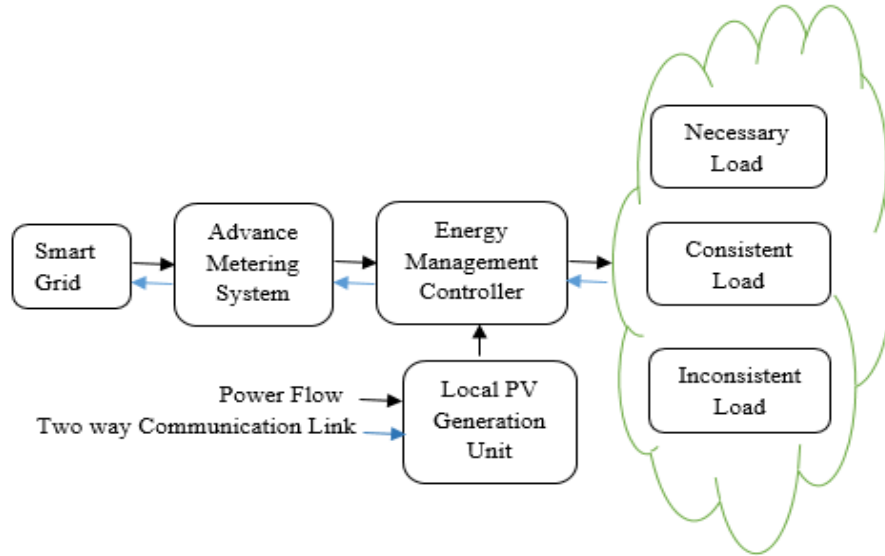 Smart
Grid
Advance
Metering
System
Energy
Management
Controller
Necessary
Load
Consistent
Load
Inconsistent
Load
Local PV
Generation
Unit
Power Flow
Two way Communication Link